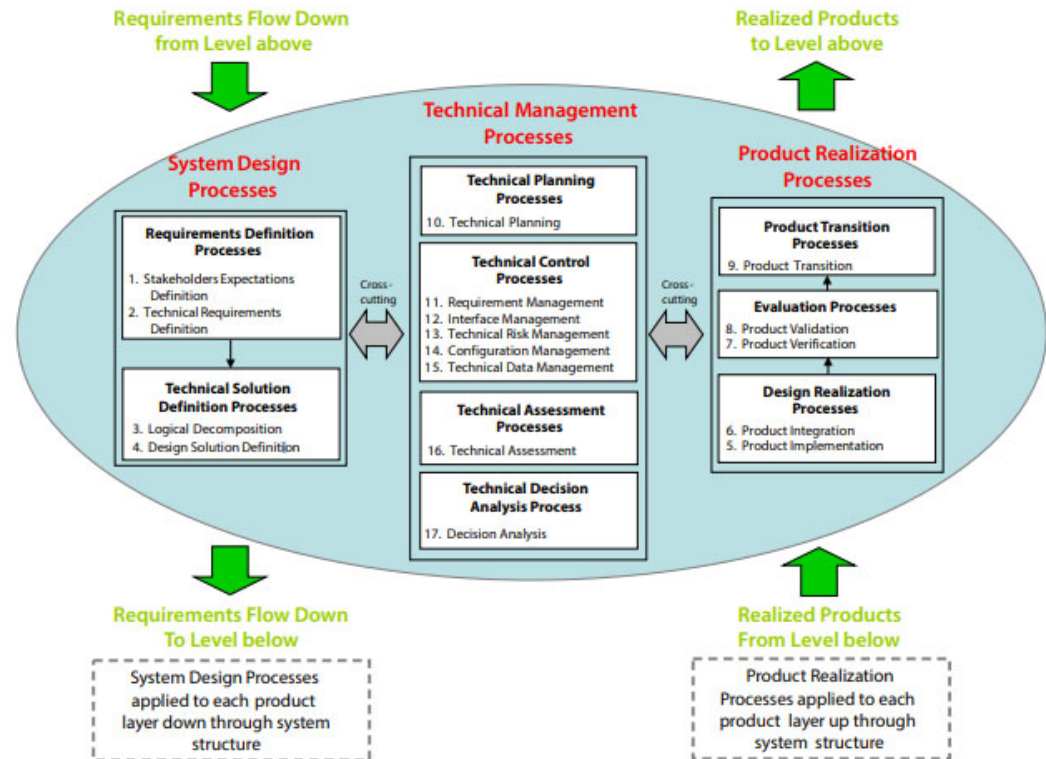 Requirements Flow Down
from Level above
Realized Products
to Level above
Technical Management
Processes
System Design
Processes
Requirements Definition
Processes
1. Stakeholders Expectations
Definition
2. Technical Requirements
Definition
Technical Solution
Definition Processes
3. Logical Decomposition
4. Design Solution Definition
Cross-
cutting
Technical Planning
Processes
10. Technical Planning
Technical Control
Processes
11. Requirement Management
12. Interface Management
13. Technical Risk Management
14. Configuration Management
15. Technical Data Management
Technical Assessment
Processes
16. Technical Assessment
Technical Decision
Analysis Process
17. Decision Analysis
Cross-
cutting
Product Realization
Processes
Product Transition
Processes
9. Product Transition
Evaluation Processes
8. Product Validation
7. Product Verification
Design Realization
Processes
6. Product Integration
5. Product Implementation
Requirements Flow Down
To Level below
System Design Processes
applied to each product
layer down through system
structure
Realized Products
From Level below
Product Realization
Processes applied to each
product layer up through
system structure